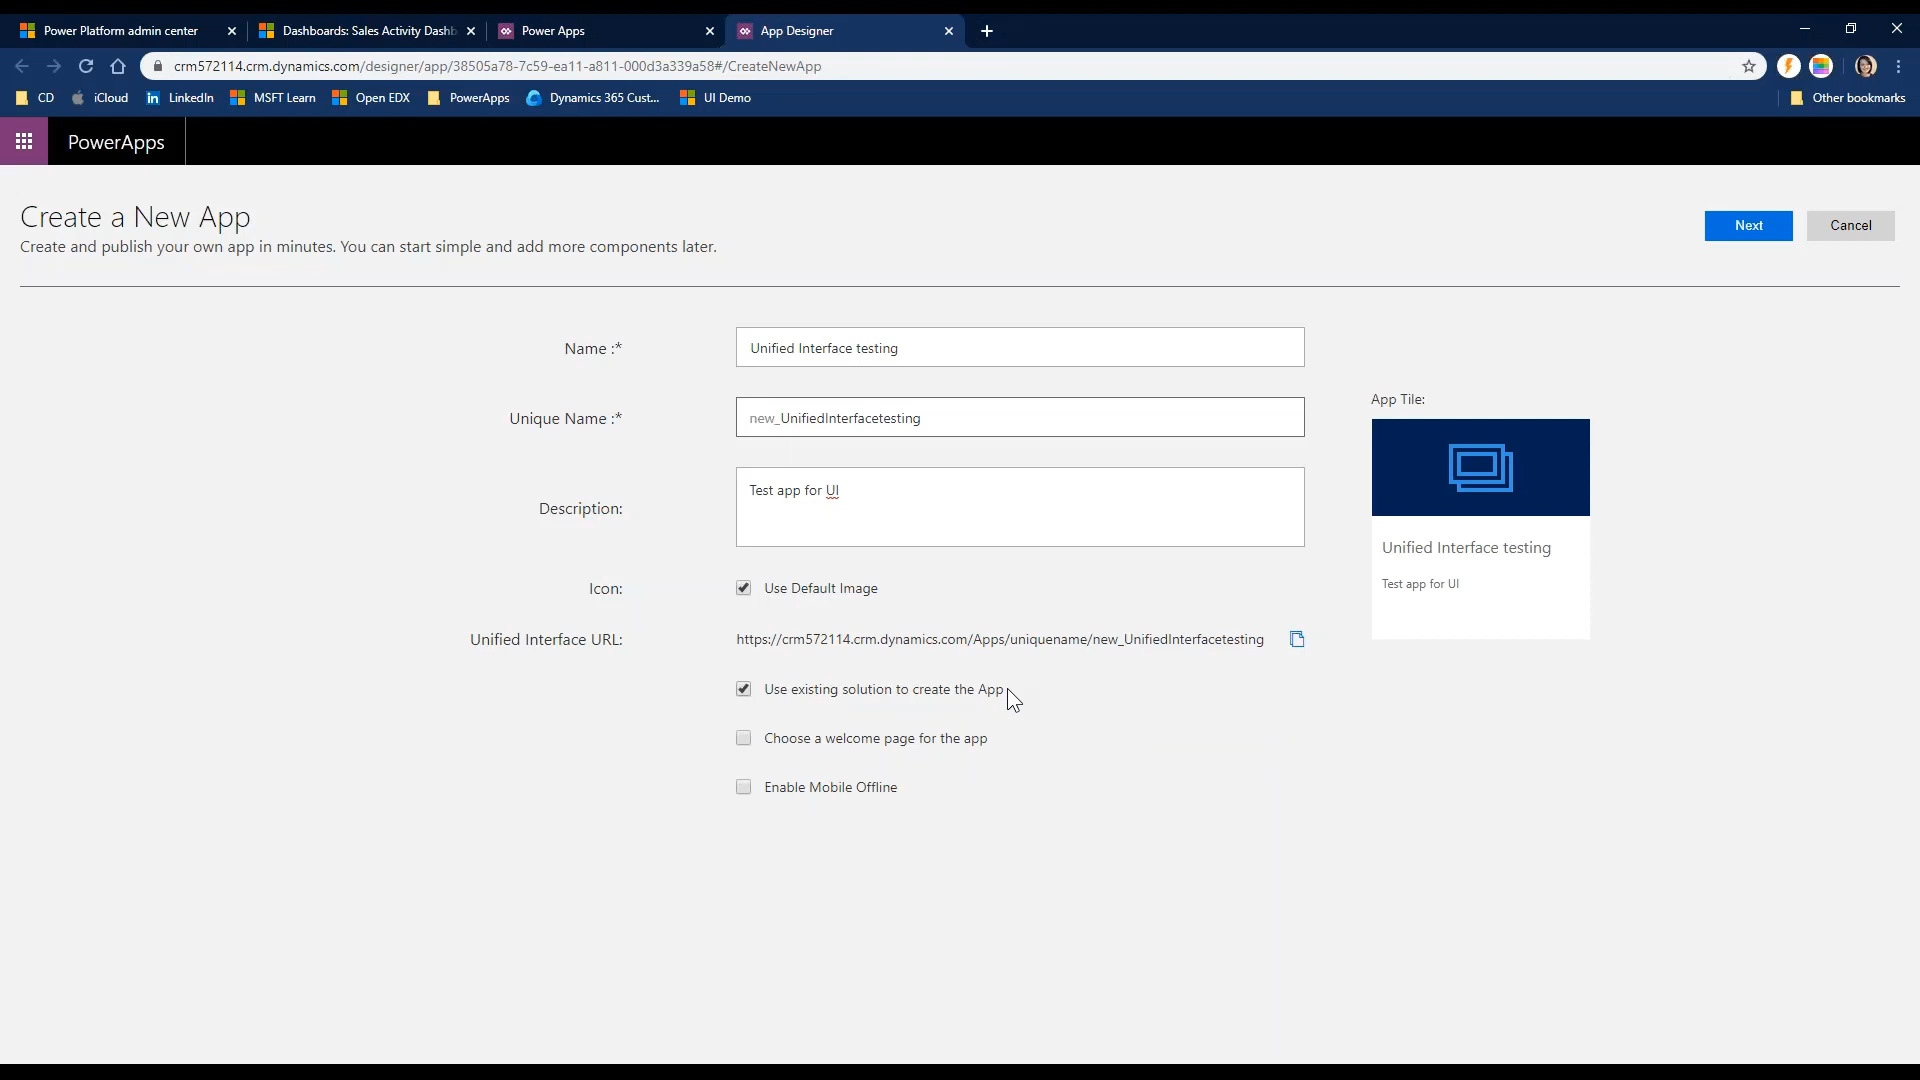 Power Platform admin center
Dashboards: Sales Activity Dashb
Power Apps
App Designer
crm572114.crm.dynamics.com/designer/app/38505a78-7c59-ea11-a811-000d3a339a58#/CreateNewApp
CD
iCloud
LinkedIn
MSFT Learn
Open EDX
PowerApps
Dynamics 365 Cust...
UI Demo
Other bookmarks
PowerApps
Create a New App
Create and publish your own app in minutes. You can start simple and add more components later.
Next
Cancel
Name :*
Unified Interface testing
Unique Name :*
new_UnifiedInterfacetesting
Description:
Test app for UI
Icon:
Use Default Image
Unified Interface URL:
https://crm572114.crm.dynamics.com/Apps/uniquename/new_UnifiedInterfacetesting
Use existing solution to create the App
Choose a welcome page for the app
Enable Mobile Offline
App Tile:
Unified Interface testing
Test app for UI